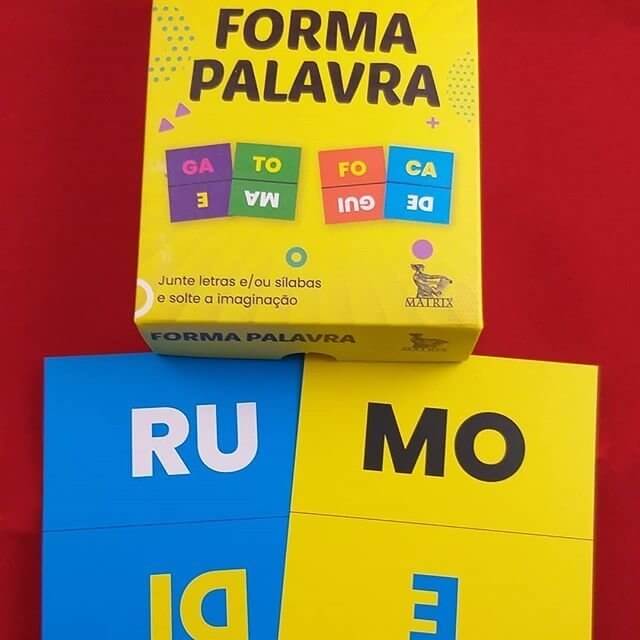 FORMA
PALAVRA
GA TO FO CA
E MA GUI DE
Junte letras e/ou sílabas
e solte a imaginação
MATRIX
FORMA PALAVRA
MATRIX
RU MO
DI E